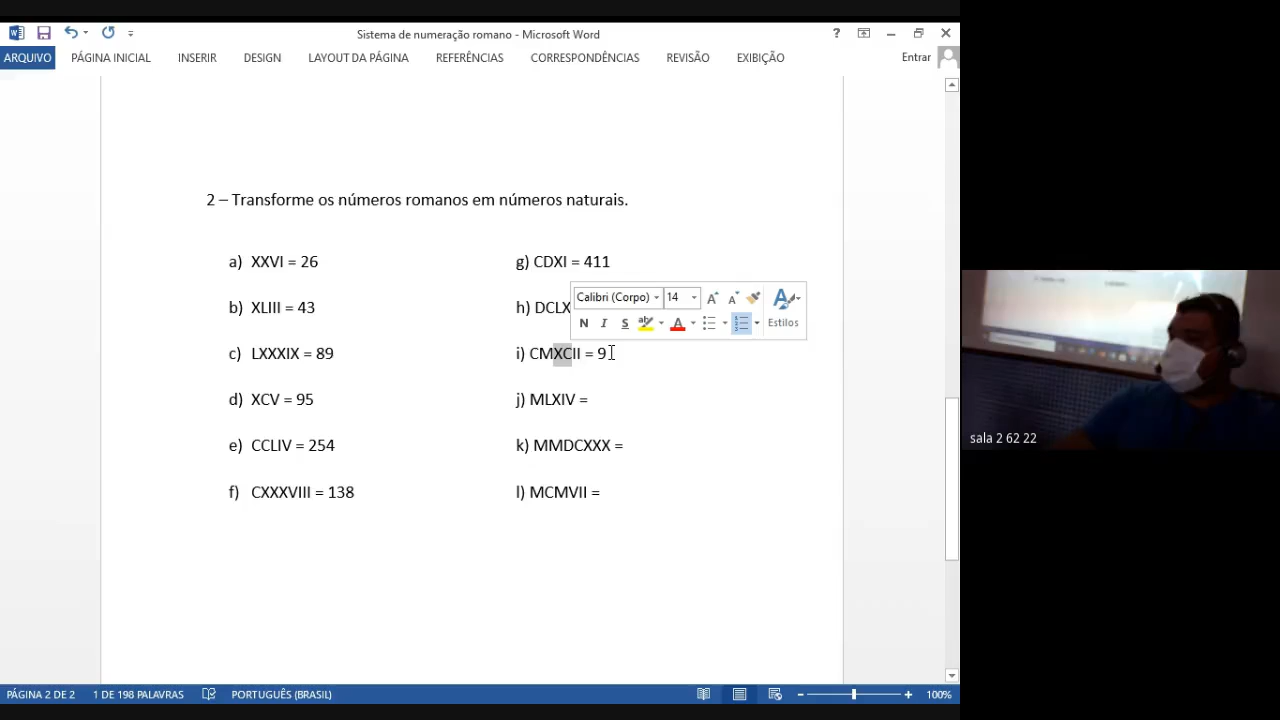 Sistema de numeração romano - Microsoft Word
?
ARQUIVO PÁGINA INICIAL INSERIR DESIGN LAYOUT DA PÁGINA REFERÊNCIAS CORRESPONDÊNCIAS REVISÃO EXIBIÇÃO Entrar
2 – Transforme os números romanos em números naturais.
a) XXVI = 26
b) XLIII = 43
c) LXXXIX = 89
d) XCV = 95
e) CCLIV = 254
f) CXXXVIII = 138
g) CDXI = 411
Calibri (Corpo) 14
h) DCLX
N I S aby A Estilos
i) CMXCII = 9
j) MLXIV =
k) MMDCXXX =
l) MCMVII =
sala 2 62 22
PÁGINA 2 DE 2 1 DE 198 PALAVRAS PORTUGUÊS (BRASIL) 100%